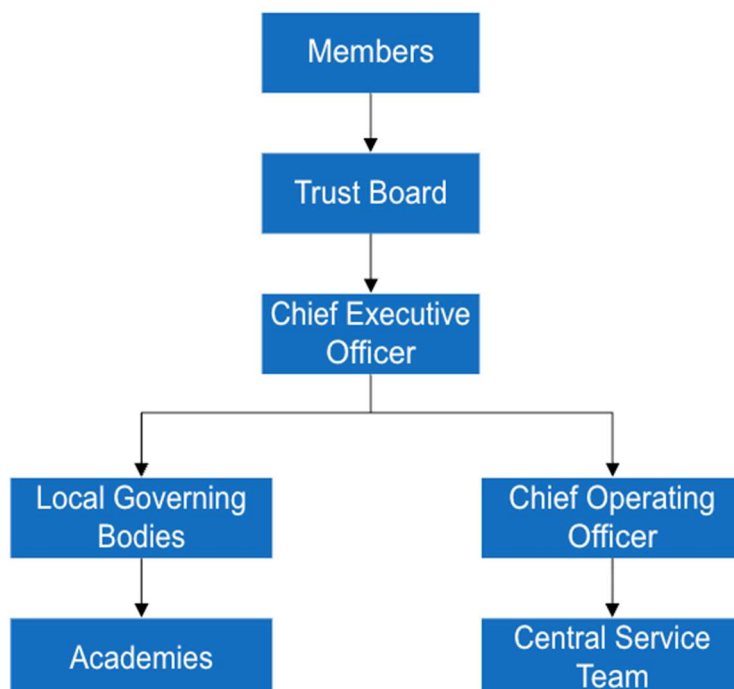 Members
Trust Board
Chief Executive
Officer
Local Governing
Bodies
Chief Operating
Officer
Academies
Central Service
Team